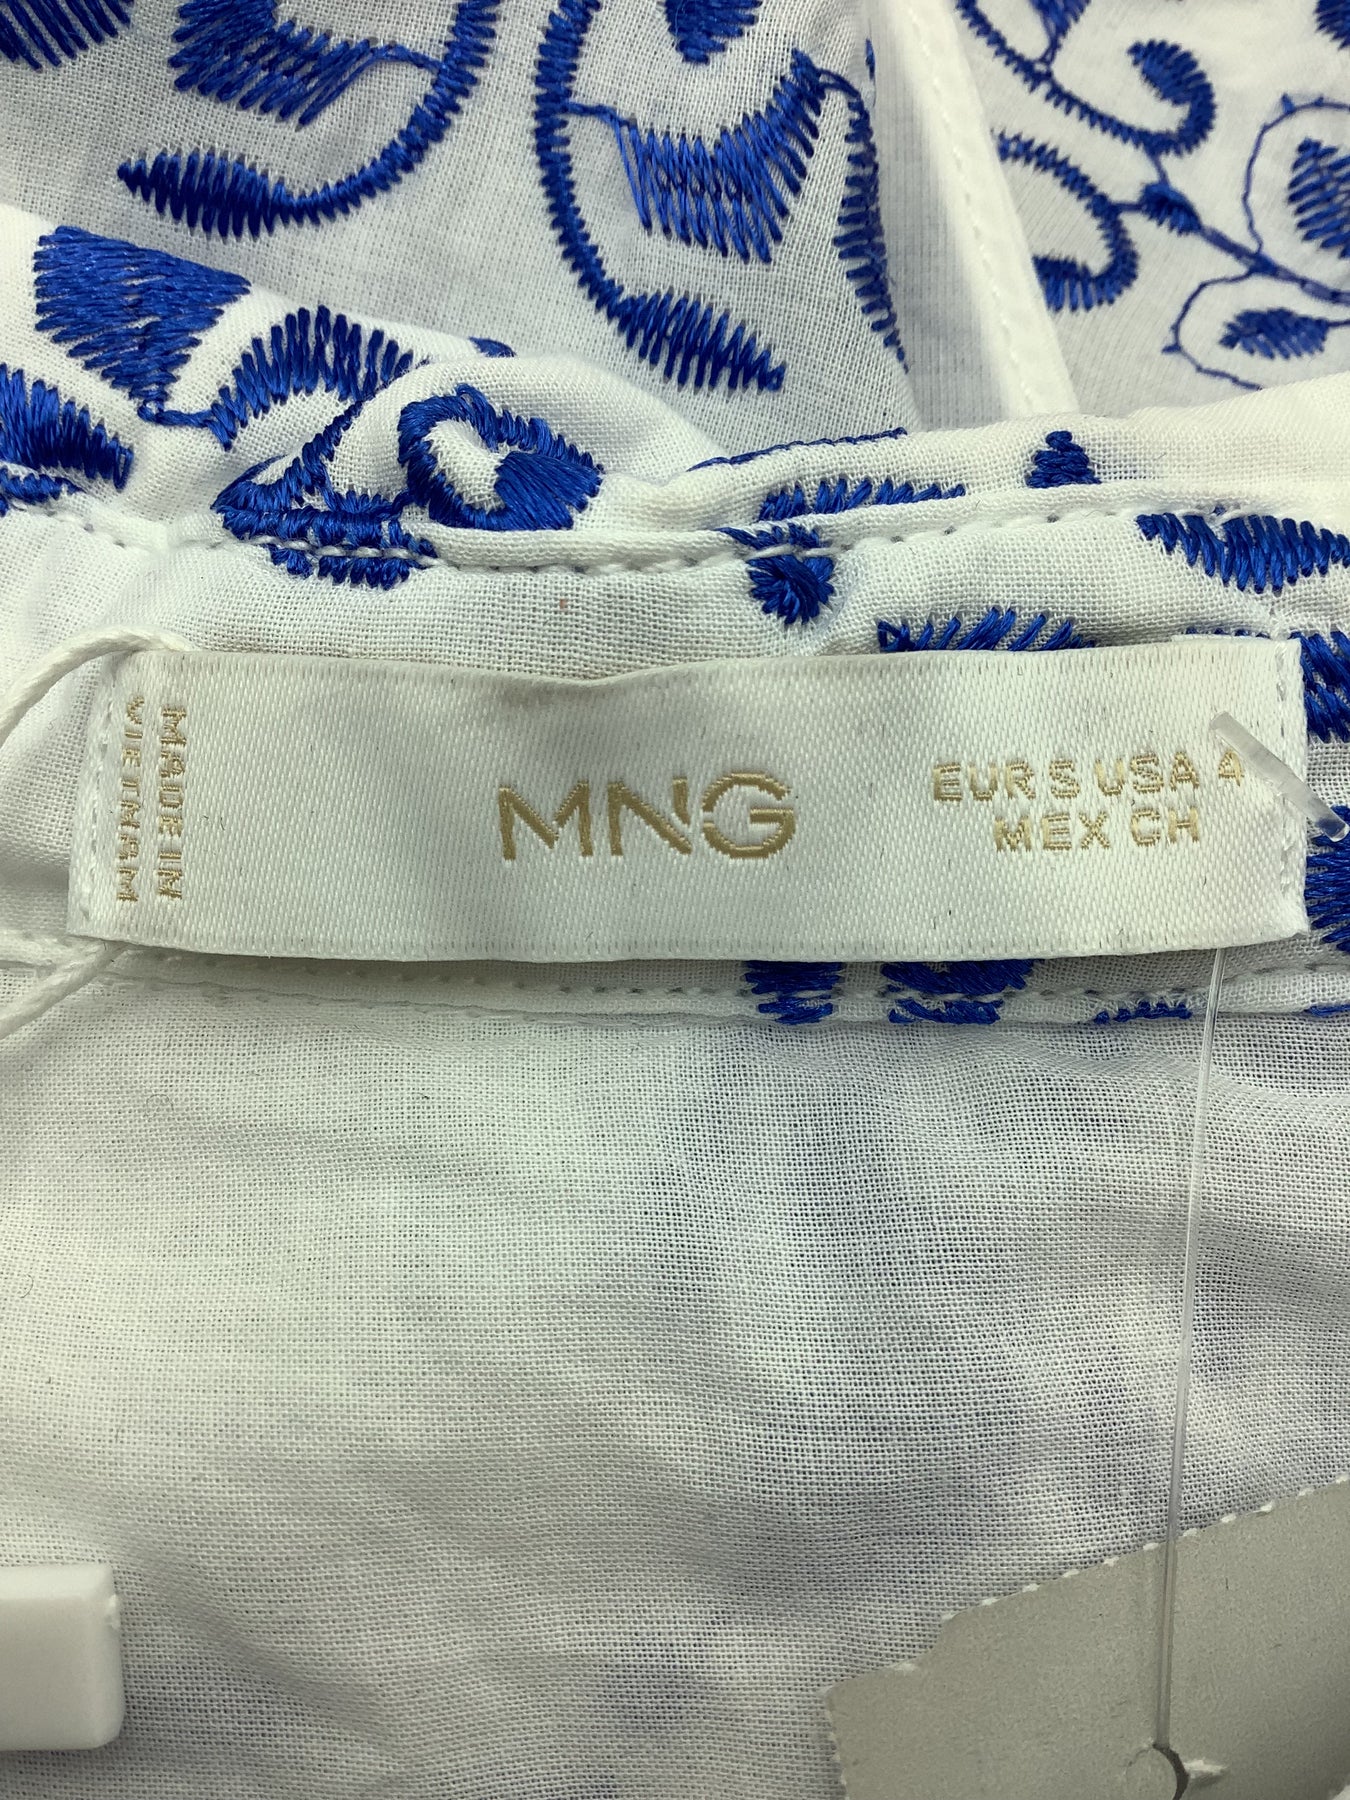 MADE IN
VIETNAM
MNG
EUR S USA 4
MEX CH